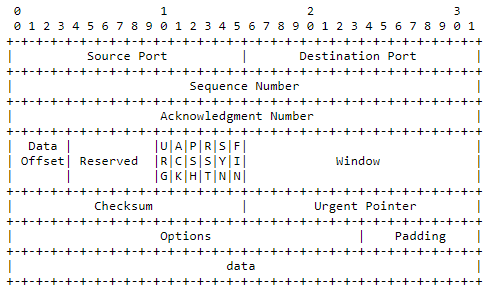 0                   1                   2                   3
 0 1 2 3 4 5 6 7 8 9 0 1 2 3 4 5 6 7 8 9 0 1 2 3 4 5 6 7 8 9 0 1
+-+-+-+-+-+-+-+-+-+-+-+-+-+-+-+-+-+-+-+-+-+-+-+-+-+-+-+-+-+-+-+-+
|          Source Port          |       Destination Port        |
+-+-+-+-+-+-+-+-+-+-+-+-+-+-+-+-+-+-+-+-+-+-+-+-+-+-+-+-+-+-+-+-+
|                        Sequence Number                        |
+-+-+-+-+-+-+-+-+-+-+-+-+-+-+-+-+-+-+-+-+-+-+-+-+-+-+-+-+-+-+-+-+
|                    Acknowledgment Number                      |
+-+-+-+-+-+-+-+-+-+-+-+-+-+-+-+-+-+-+-+-+-+-+-+-+-+-+-+-+-+-+-+-+
|  Data |           |U|A|P|R|S|F|                               |
| Offset| Reserved  |R|C|S|S|Y|I|            Window             |
|       |           |G|K|H|T|N|N|                               |
+-+-+-+-+-+-+-+-+-+-+-+-+-+-+-+-+-+-+-+-+-+-+-+-+-+-+-+-+-+-+-+-+
|           Checksum            |         Urgent Pointer        |
+-+-+-+-+-+-+-+-+-+-+-+-+-+-+-+-+-+-+-+-+-+-+-+-+-+-+-+-+-+-+-+-+
|                    Options                    |    Padding    |
+-+-+-+-+-+-+-+-+-+-+-+-+-+-+-+-+-+-+-+-+-+-+-+-+-+-+-+-+-+-+-+-+
|                             data                              |
+-+-+-+-+-+-+-+-+-+-+-+-+-+-+-+-+-+-+-+-+-+-+-+-+-+-+-+-+-+-+-+-+